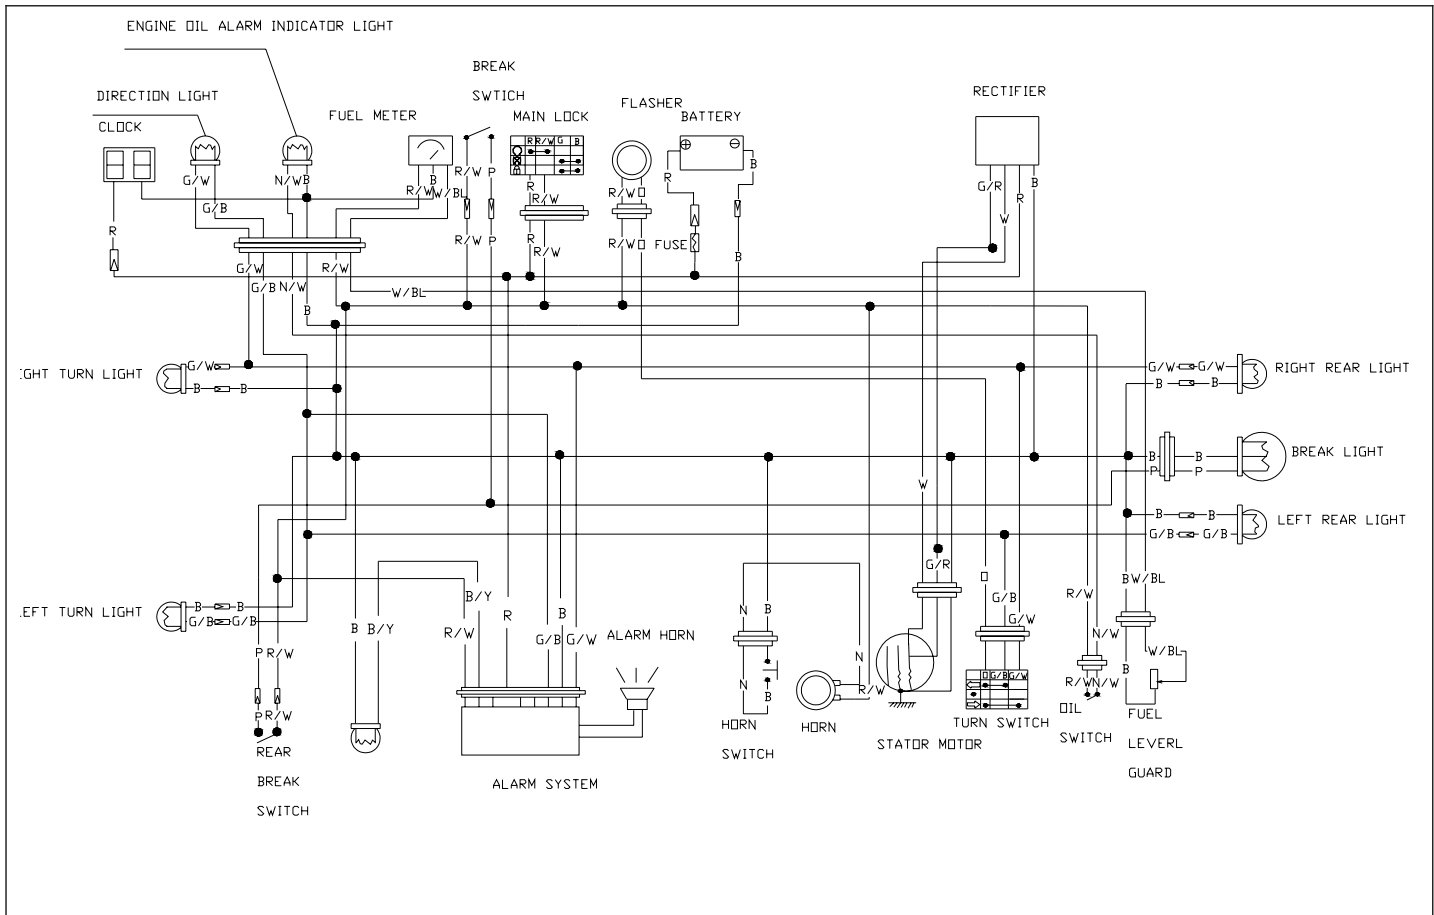 ENGINE OIL ALARM INDICATOR LIGHT
BREAK
SWTICH
DIRECTION LIGHT
CLOCK
FUEL METER
MAIN LOCK
FLASHER
BATTERY
RECTIFIER
R R/W G B
G/W N/W B
G/B
R/W B W/BL
R/W P
R
R/W
R/W O
R
B
G/R
W
R
B
R
R/W P
R
R/W
R/W O
FUSE
B
G/W
G/B N/W
R/W
B
W/BL
IGHT TURN LIGHT
G/W
B B
G/W G/W
B B
RIGHT REAR LIGHT
B B
P P
BREAK LIGHT
W
B B
G/B G/B
LEFT REAR LIGHT
G/R
O
G/B
G/W
B W/BL
R/W
N/W
LEFT TURN LIGHT
B B
G/B G/B
B B/Y
B/Y
R/W
R
B
G/B G/W
ALARM HORN
N B
N
P R/W
P R/W
N B
R/W
O G/B G/W
R/W N/W
B
W/BL
REAR
BREAK
SWITCH
ALARM SYSTEM
HORN
SWITCH
HORN
STATOR MOTOR
TURN SWITCH
OIL
SWITCH
FUEL
LEVERL
GUARD